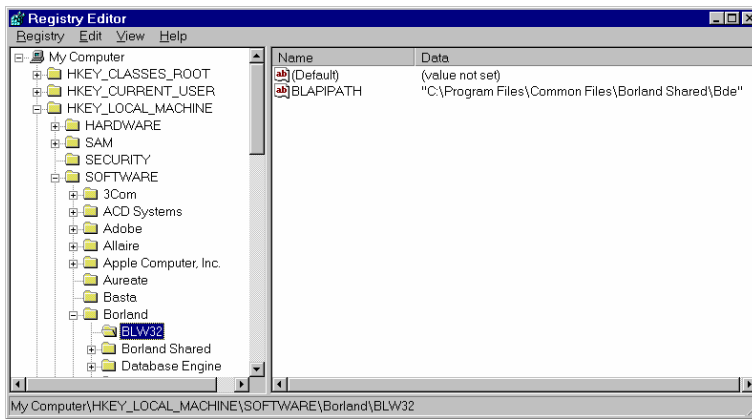 Registry Editor
Registry Edit View Help
My Computer
HKEY_CLASSES_ROOT
HKEY_CURRENT_USER
HKEY_LOCAL_MACHINE
HARDWARE
SAM
SECURITY
SOFTWARE
3Com
ACD Systems
Adobe
Allaire
Apple Computer, Inc.
Aureate
Basta
Borland
BLW32
Borland Shared
Database Engine
Name Data
ab (Default) (value not set)
ab BLAPIPATH "C:\Program Files\Common Files\Borland Shared\Bde"
My Computer\HKEY_LOCAL_MACHINE\SOFTWARE\Borland\BLW32